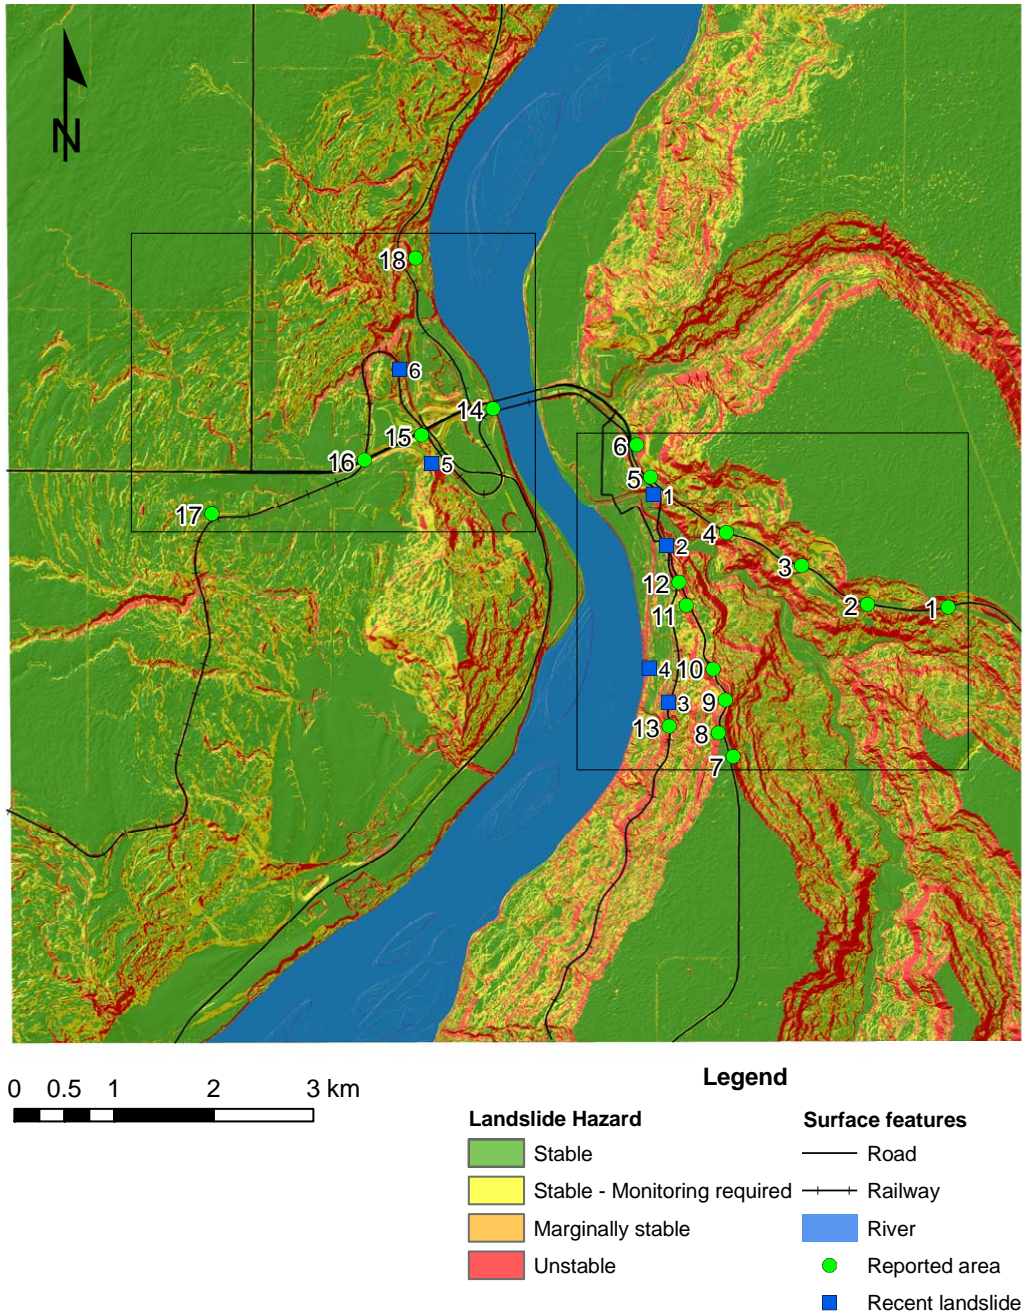 N
18
6
14
15
16
5
17
6
5
1
4
2
3
12
2
1
11
4
10
3
9
13
8
7
0 0.5 1 2 3 km
Legend
Landslide Hazard
Stable
Stable - Monitoring required
Marginally stable
Unstable
Surface features
Road
Railway
River
Reported area
Recent landslide